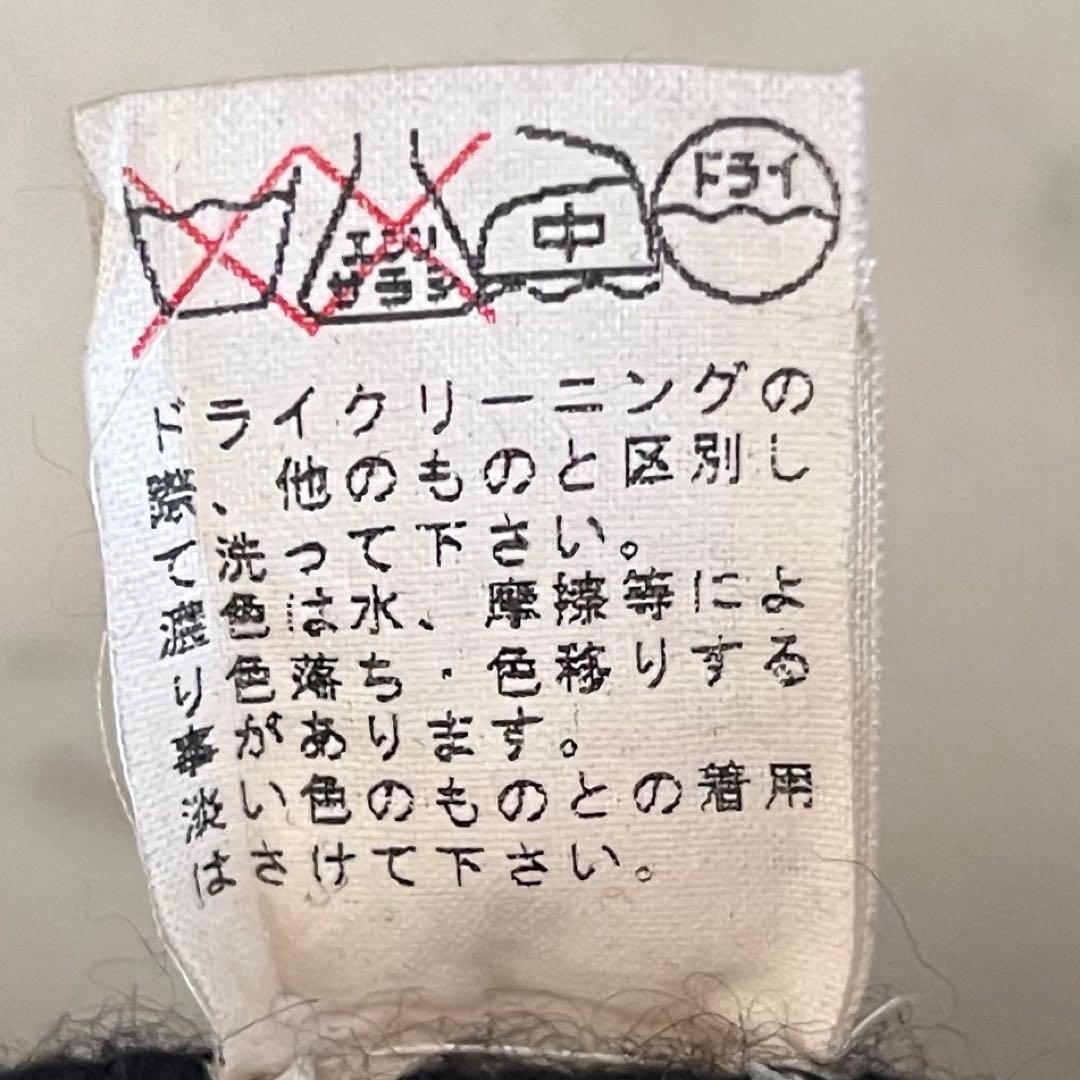 エンソ
サラシ
中
ドライ
ドライクリーニングの
際、他のものと区別し
て洗って下さい。
濃色は水、摩擦等によ
り色落ち・色移りする
事があります。
淡い色のものとの着用
はさけて下さい。